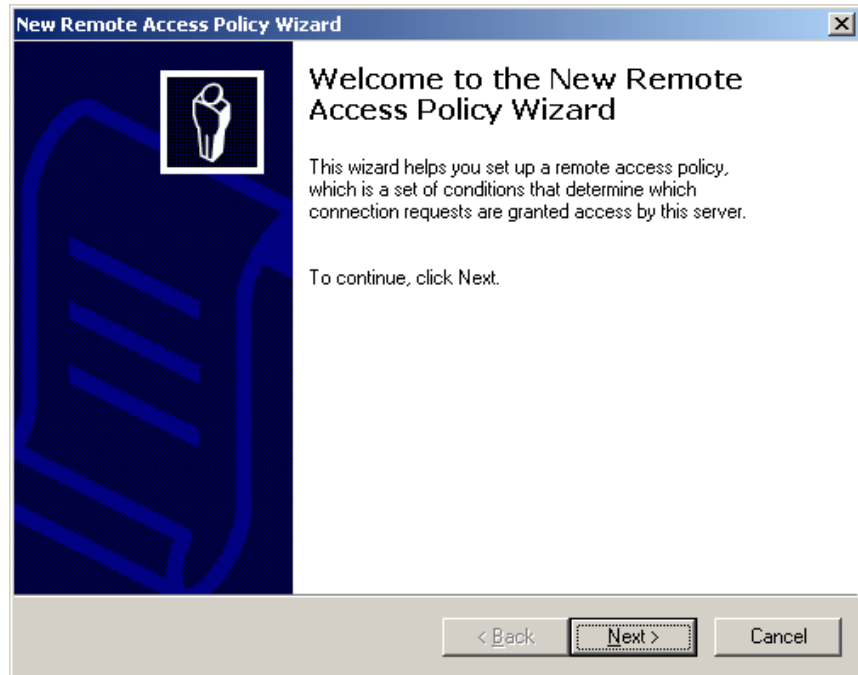 New Remote Access Policy Wizard
Welcome to the New Remote
Access Policy Wizard
This wizard helps you set up a remote access policy,
which is a set of conditions that determine which
connection requests are granted access by this server.
To continue, click Next.
< Back
Next >
Cancel